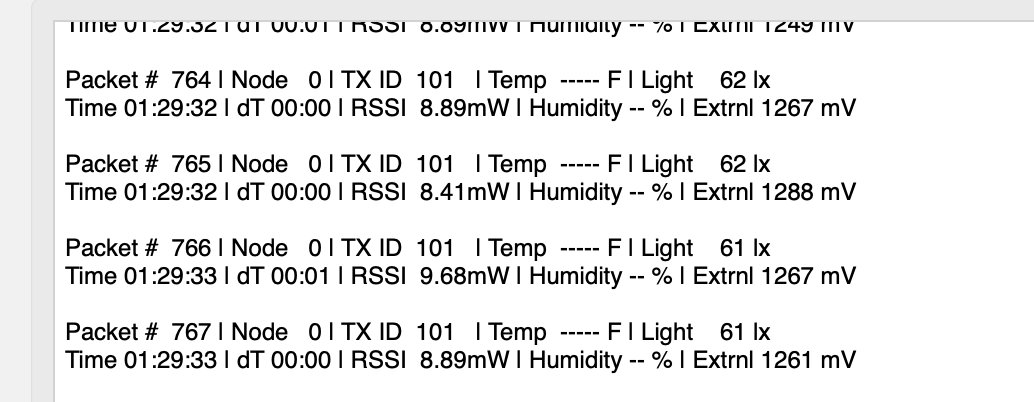 Time 01:29:32 | dT 00:01 | RSSI  8.89mW | Humidity -- % | Extrnl 1249 mV
Packet #  764 | Node   0 | TX ID  101   | Temp  ----- F | Light    62 lx
Time 01:29:32 | dT 00:00 | RSSI  8.89mW | Humidity -- % | Extrnl 1267 mV
Packet #  765 | Node   0 | TX ID  101   | Temp  ----- F | Light    62 lx
Time 01:29:32 | dT 00:00 | RSSI  8.41mW | Humidity -- % | Extrnl 1288 mV
Packet #  766 | Node   0 | TX ID  101   | Temp  ----- F | Light    61 lx
Time 01:29:33 | dT 00:01 | RSSI  9.68mW | Humidity -- % | Extrnl 1267 mV
Packet #  767 | Node   0 | TX ID  101   | Temp  ----- F | Light    61 lx
Time 01:29:33 | dT 00:00 | RSSI  8.89mW | Humidity -- % | Extrnl 1261 mV